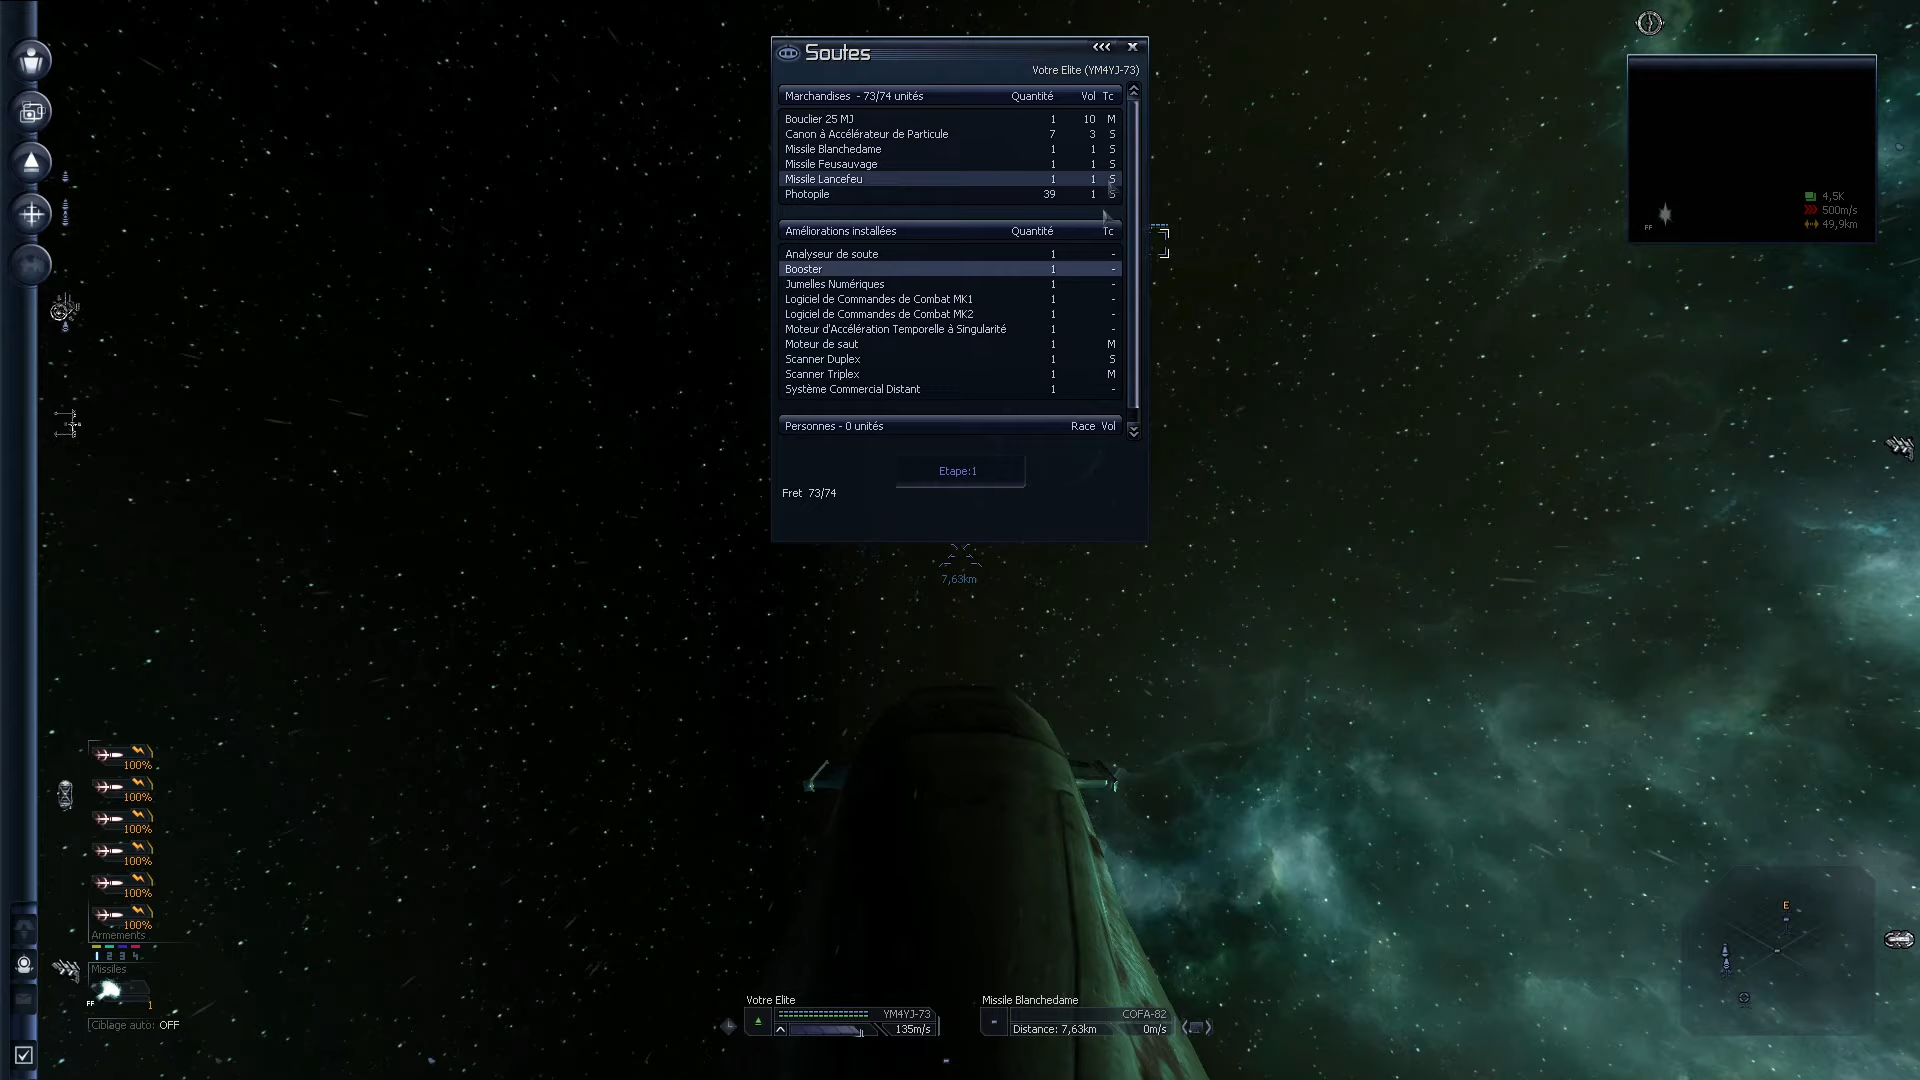 Soutes
Votre Elite (YM4YJ-73)
Marchandises - 73/74 unités Quantité Vol Tc
Bouclier 25 MJ 1 10 M
Canon à Accélérateur de Particule 7 3 S
Missile Blanchedame 1 1 S
Missile Feusauvage 1 1 S
Missile Lancefeu 1 1 S
Photopile 39 1 S
Améliorations installées Quantité Tc
Analyseur de soute 1 -
Booster 1 -
Jumelles Numériques 1 -
Logiciel de Commandes de Combat MK1 1 -
Logiciel de Commandes de Combat MK2 1 -
Moteur d'Accélération Temporelle à Singularité 1 -
Moteur de saut 1 M
Scanner Duplex 1 S
Scanner Triplex 1 M
Système Commercial Distant 1 -
Personnes - 0 unités Race Vol
Etape:1
Fret 73/74
7,63km
4,5K
500m/s
FF 49,9km
100%
100%
100%
100%
100%
100%
Armements
1 2 3 4
Missiles
FF 1
Ciblage auto: OFF
Votre Elite
YM4YJ-73
135m/s
Missile Blanchedame
COFA-82
Distance: 7,63km 0m/s
E